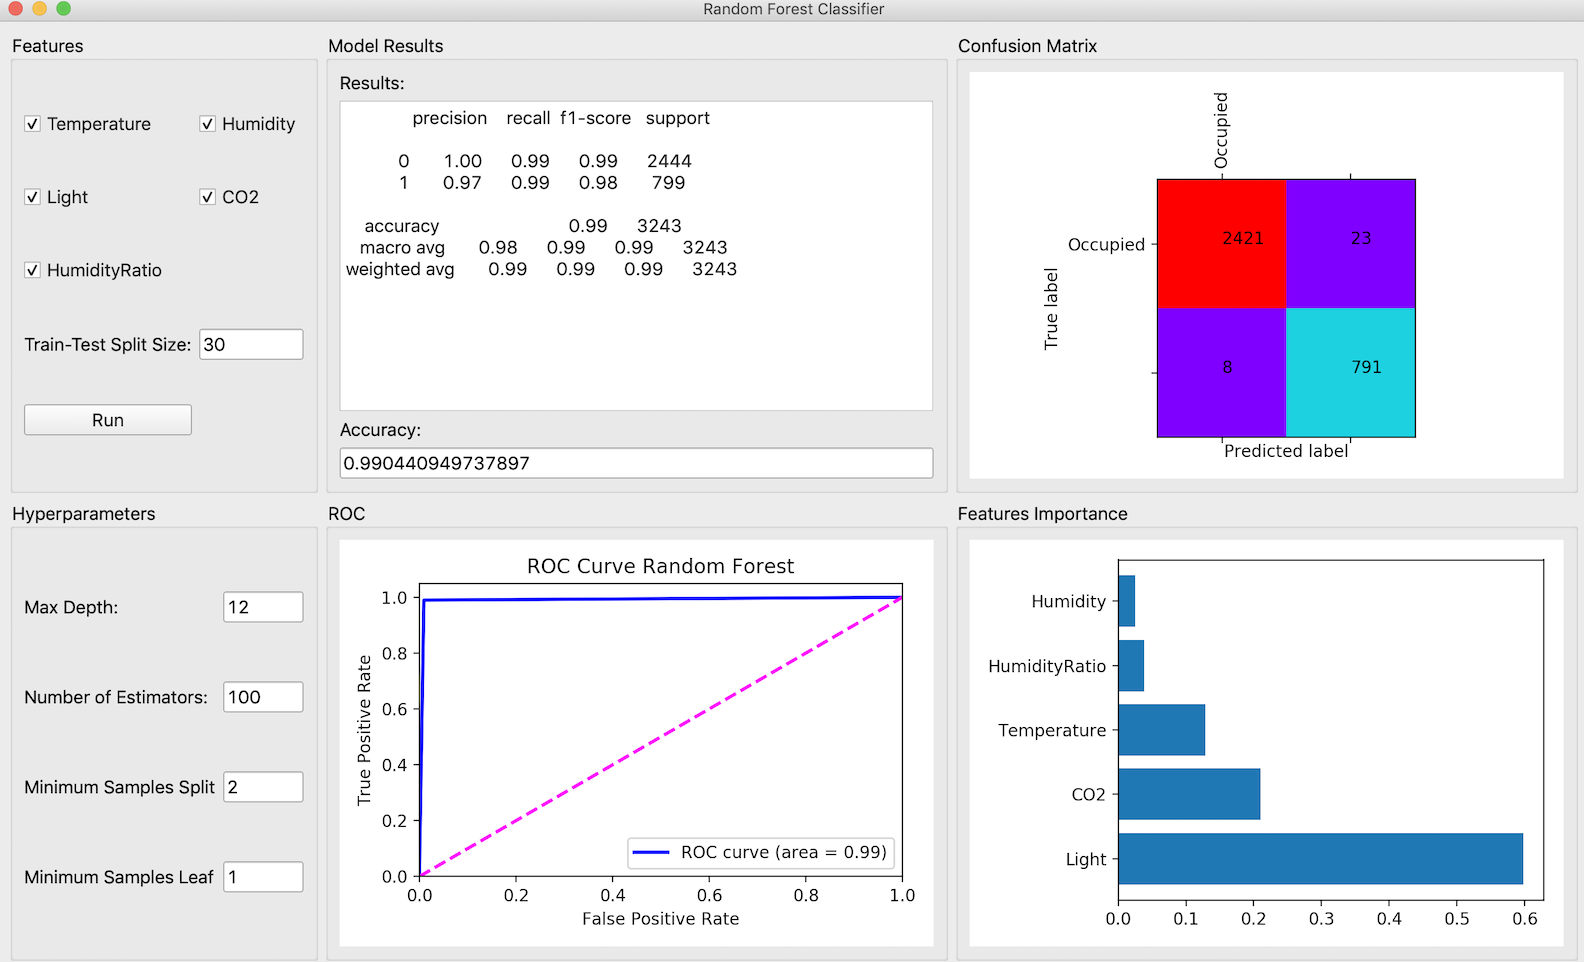 Random Forest Classifier
Features
Temperature
Humidity
Light
CO2
HumidityRatio
Train-Test Split Size: 30
Run
Model Results
Results:
precision recall f1-score support
0 1.00 0.99 0.99 2444
1 0.97 0.99 0.98 799
accuracy 0.99 3243
macro avg 0.98 0.99 0.99 3243
weighted avg 0.99 0.99 0.99 3243
Accuracy:
0.990440949737897
Confusion Matrix
Occupied
Occupied
2421 23
8 791
True label
Predicted label
Hyperparameters
Max Depth: 12
Number of Estimators: 100
Minimum Samples Split 2
Minimum Samples Leaf 1
ROC
ROC Curve Random Forest
True Positive Rate
1.0
0.8
0.6
0.4
0.2
0.0
ROC curve (area = 0.99)
0.0 0.2 0.4 0.6 0.8 1.0
False Positive Rate
Features Importance
Humidity
HumidityRatio
Temperature
CO2
Light
0.0 0.1 0.2 0.3 0.4 0.5 0.6